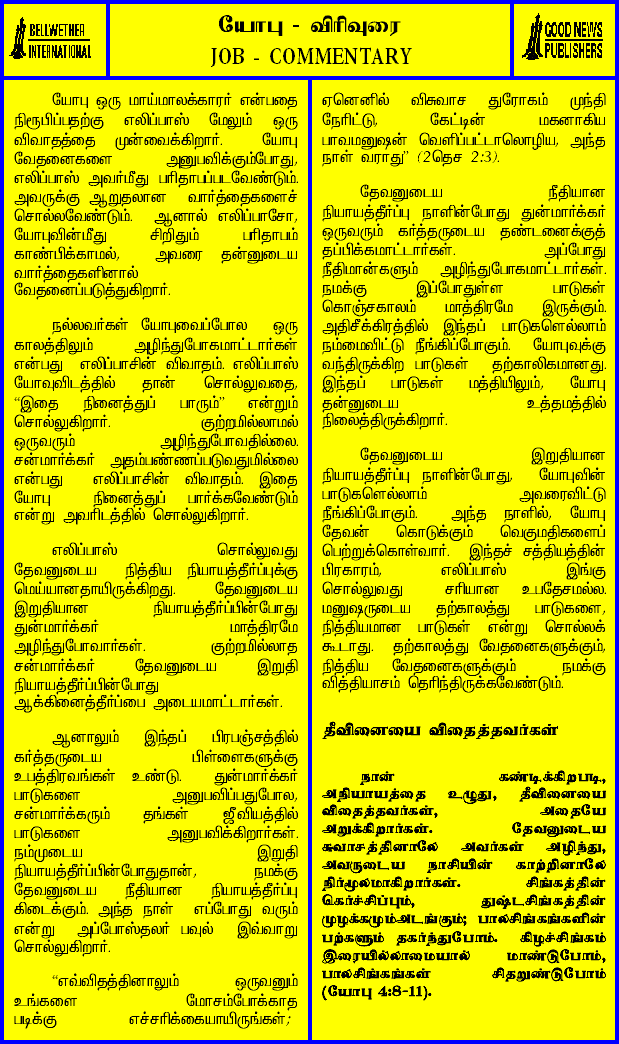 BELLWETHER
INTERNATIONAL
யோபு - விரிவுரை
JOB - COMMENTARY
GOOD NEWS
PUBLISHERS
யோபு ஒரு மாய்மாலக்காரர் என்பதை
நிரூபிப்பதற்கு எலிப்பாஸ் மேலும் ஒரு
விவாதத்தை முன்வைக்கிறார். யோபு
வேதனைகளை அனுபவிக்கும்போது,
எலிப்பாஸ் அவர்மீது பரிதாபப்படவேண்டும்.
அவருக்கு ஆறுதலான வார்த்தைகளைச்
சொல்லவேண்டும். ஆனால் எலிப்பாசோ,
யோபுவின்மீது சிறிதும் பரிதாபம்
காண்பிக்காமல், அவரை தன்னுடைய
வார்த்தைகளினால்
வேதனைப்படுத்துகிறார்.
நல்லவர்கள் யோபுவைப்போல ஒரு
காலத்திலும் அழிந்துபோகமாட்டார்கள்
என்பது எலிப்பாசின் விவாதம். எலிப்பாஸ்
யோவுவிடத்தில் தான் சொல்லுவதை,
“இதை நினைத்துப் பாரும்” என்றும்
சொல்லுகிறார். குற்றமில்லாமல்
ஒருவரும் அழிந்துபோவதில்லை.
சன்மார்க்கர் அதம்பண்ணப்படுவதுமில்லை
என்பது எலிப்பாசின் விவாதம். இதை
யோபு நினைத்துப் பார்க்கவேண்டும்
என்று அவரிடத்தில் சொல்லுகிறார்.
எலிப்பாஸ் சொல்லுவது
தேவனுடைய நித்திய நியாயத்தீர்ப்புக்கு
மெய்யானதாயிருக்கிறது. தேவனுடைய
இறுதியான நியாயத்தீர்ப்பின்போது
துன்மார்க்கர் மாத்திரமே
அழிந்துபோவார்கள். குற்றமில்லாத
சன்மார்க்கர் தேவனுடைய இறுதி
நியாயத்தீர்ப்பின்போது
ஆக்கினைத்தீர்ப்பை அடையமாட்டார்கள்.
ஆனாலும் இந்தப் பிரபஞ்சத்தில்
கர்த்தருடைய பிள்ளைகளுக்கு
உபத்திரவங்கள் உண்டு. துன்மார்க்கர்
பாடுகளை அனுபவிப்பதுபோல,
சன்மார்க்கரும் தங்கள் ஜீவியத்தில்
பாடுகளை அனுபவிக்கிறார்கள்.
நம்முடைய இறுதி
நியாயத்தீர்ப்பின்போதுதான், நமக்கு
தேவனுடைய நீதியான நியாயத்தீர்ப்பு
கிடைக்கும். அந்த நாள் எப்போது வரும்
என்று அப்போஸ்தலர் பவுல் இவ்வாறு
சொல்லுகிறார்.
“எவ்விதத்தினாலும் ஒருவனும்
உங்களை மோசம்போக்காத
படிக்கு எச்சரிக்கையாயிருங்கள்;
ஏனெனில் விசுவாச துரோகம் முந்தி
நேரிட்டு, கேட்டின் மகனாகிய
பாவமனுஷன் வெளிப்பட்டாலொழிய, அந்த
நாள் வராது” (2தெச 2:3).
தேவனுடைய நீதியான
நியாயத்தீர்ப்பு நாளின்போது துன்மார்க்கர்
ஒருவரும் கர்த்தருடைய தண்டனைக்குத்
தப்பிக்கமாட்டார்கள். அப்போது
நீதிமான்களும் அழிந்துபோகமாட்டார்கள்.
நமக்கு இப்போதுள்ள பாடுகள்
கொஞ்சகாலம் மாத்திரமே இருக்கும்.
அதிசீக்கிரத்தில் இந்தப் பாடுகளெல்லாம்
நம்மைவிட்டு நீங்கிப்போகும். யோபுவுக்கு
வந்திருக்கிற பாடுகள் தற்காலிகமானது.
இந்தப் பாடுகள் மத்தியிலும், யோபு
தன்னுடைய உத்தமத்தில்
நிலைத்திருக்கிறார்.
தேவனுடைய இறுதியான
நியாயத்தீர்ப்பு நாளின்போது, யோபுவின்
பாடுகளெல்லாம் அவரைவிட்டு
நீங்கிப்போகும். அந்த நாளில், யோபு
தேவன் கொடுக்கும் வெகுமதிகளைப்
பெற்றுக்கொள்வார். இந்தச் சத்தியத்தின்
பிரகாரம், எலிப்பாஸ் இங்கு
சொல்லுவது சரியான உபதேசமல்ல.
மனுஷருடைய தற்காலத்து பாடுகளை,
நித்தியமான பாடுகள் என்று சொல்லக்
கூடாது. தற்காலத்து வேதனைகளுக்கும்,
நித்திய வேதனைகளுக்கும் நமக்கு
வித்தியாசம் தெரிந்திருக்கவேண்டும்.
தீவினையை விதைத்தவர்கள்
நான் கண்டிக்கிறபடி,
அநியாயத்தை உழுது, தீவினையை
விதைத்தவர்கள், அதையே
அறுக்கிறார்கள். தேவனுடைய
சுவாசத்தினாலே அவர்கள் அழிந்து,
அவருடைய நாசியின் காற்றினாலே
நிர்மூலமாகிறார்கள். சிங்கத்தின்
கெர்ச்சிப்பும், துஷ்டசிங்கத்தின்
முழக்கமும்அடங்கும்; பாலசிங்கங்களின்
பற்களும் தகர்ந்துபோம். கிழச்சிங்கம்
இரையில்லாமையால் மாண்டுபோம்,
பாலசிங்கங்கள் சிதறுண்டுபோம்
(யோபு 4:8-11).